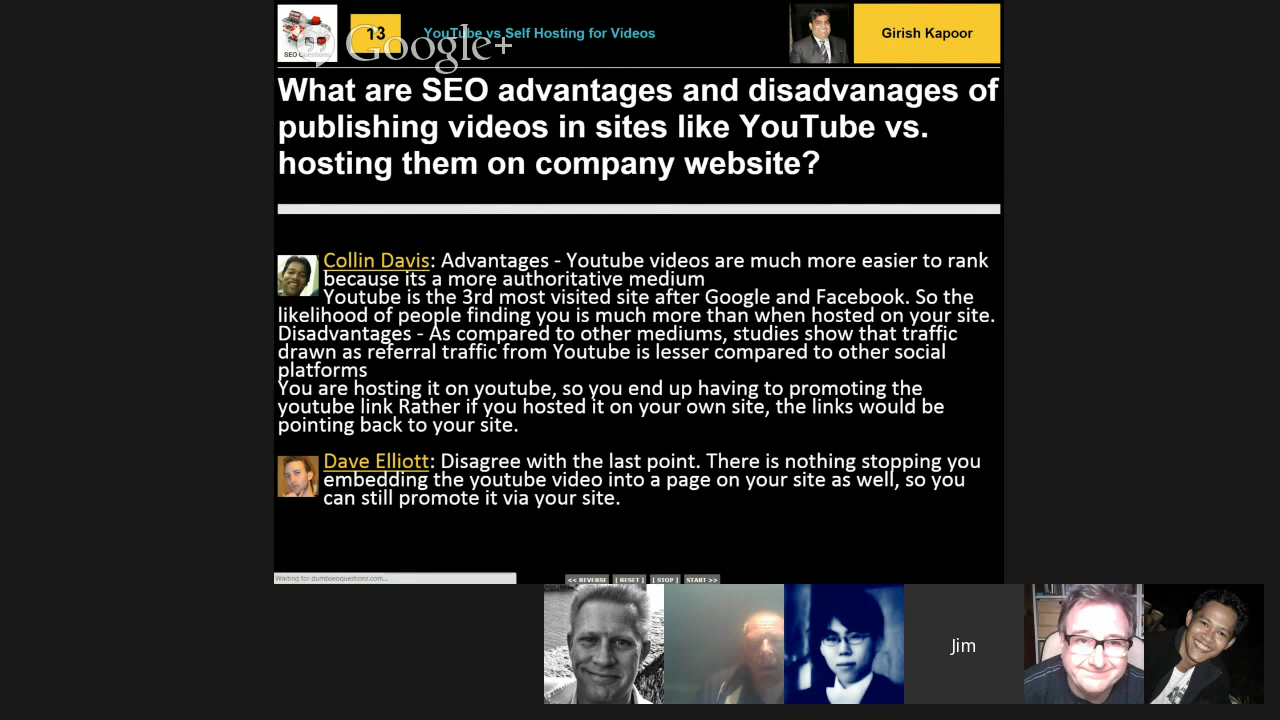 SEO Questions
13
YouTube vs Self Hosting for Videos
Google+
Girish Kapoor
What are SEO advantages and disadvanages of
publishing videos in sites like YouTube vs.
hosting them on company website?
Collin Davis: Advantages - Youtube videos are much more easier to rank
because its a more authoritative medium
Youtube is the 3rd most visited site after Google and Facebook. So the
likelihood of people finding you is much more than when hosted on your site.
Disadvantages - As compared to other mediums, studies show that traffic
drawn as referral traffic from Youtube is lesser compared to other social
platforms
You are hosting it on youtube, so you end up having to promoting the
youtube link Rather if you hosted it on your own site, the links would be
pointing back to your site.
Dave Elliott: Disagree with the last point. There is nothing stopping you
embedding the youtube video into a page on your site as well, so you
can still promote it via your site.
Waiting for dumbseoquestions.com...
<< REVERSE [ RESET ] [ STOP ] START >>
Jim